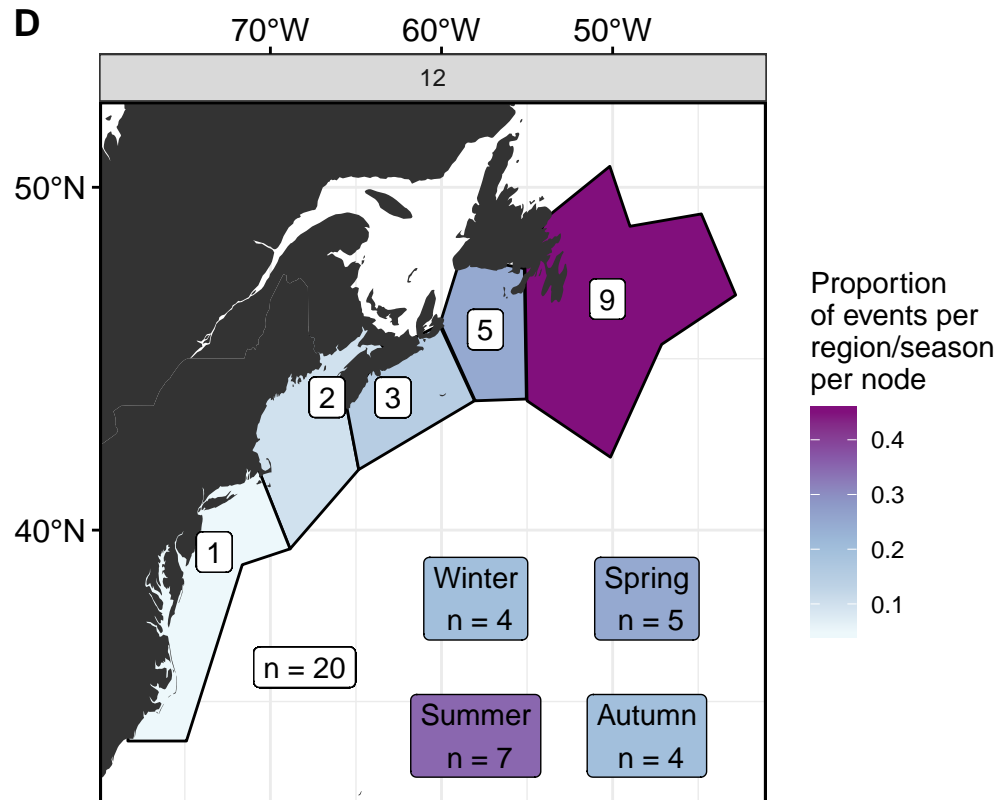 D
70°W 60°W 50°W
12
50°N
40°N
9
5
2
3
1
n = 20
Winter
n = 4
Spring
n = 5
Summer
n = 7
Autumn
n = 4
Proportion
of events per
region/season
per node
0.4
0.3
0.2
0.1